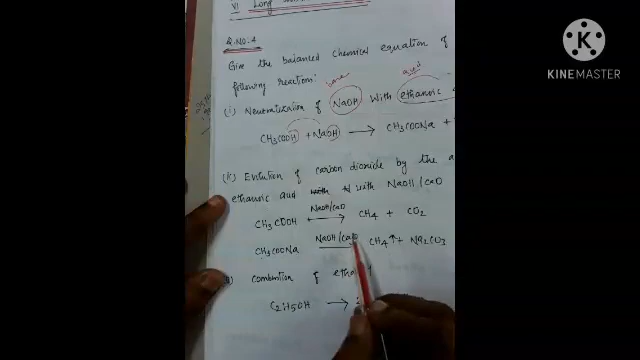 VI Long
Q.NO:4
KINEMASTER
Give the balanced chemical equation of
following reaction:
base
(i) Neutralization of NaOH With ethanoic
CH3COOH + NaOH → CH3COONa +
(ii) Evolution of carbon dioxide by the a
ethanoic acid with NaOH/CaO
CH3COOH NaOH/CaO → CH4 + CO2
CH3COONa NaOH/CaO → CH4↑ + Na2CO3
combustion of etha
C2H5OH →